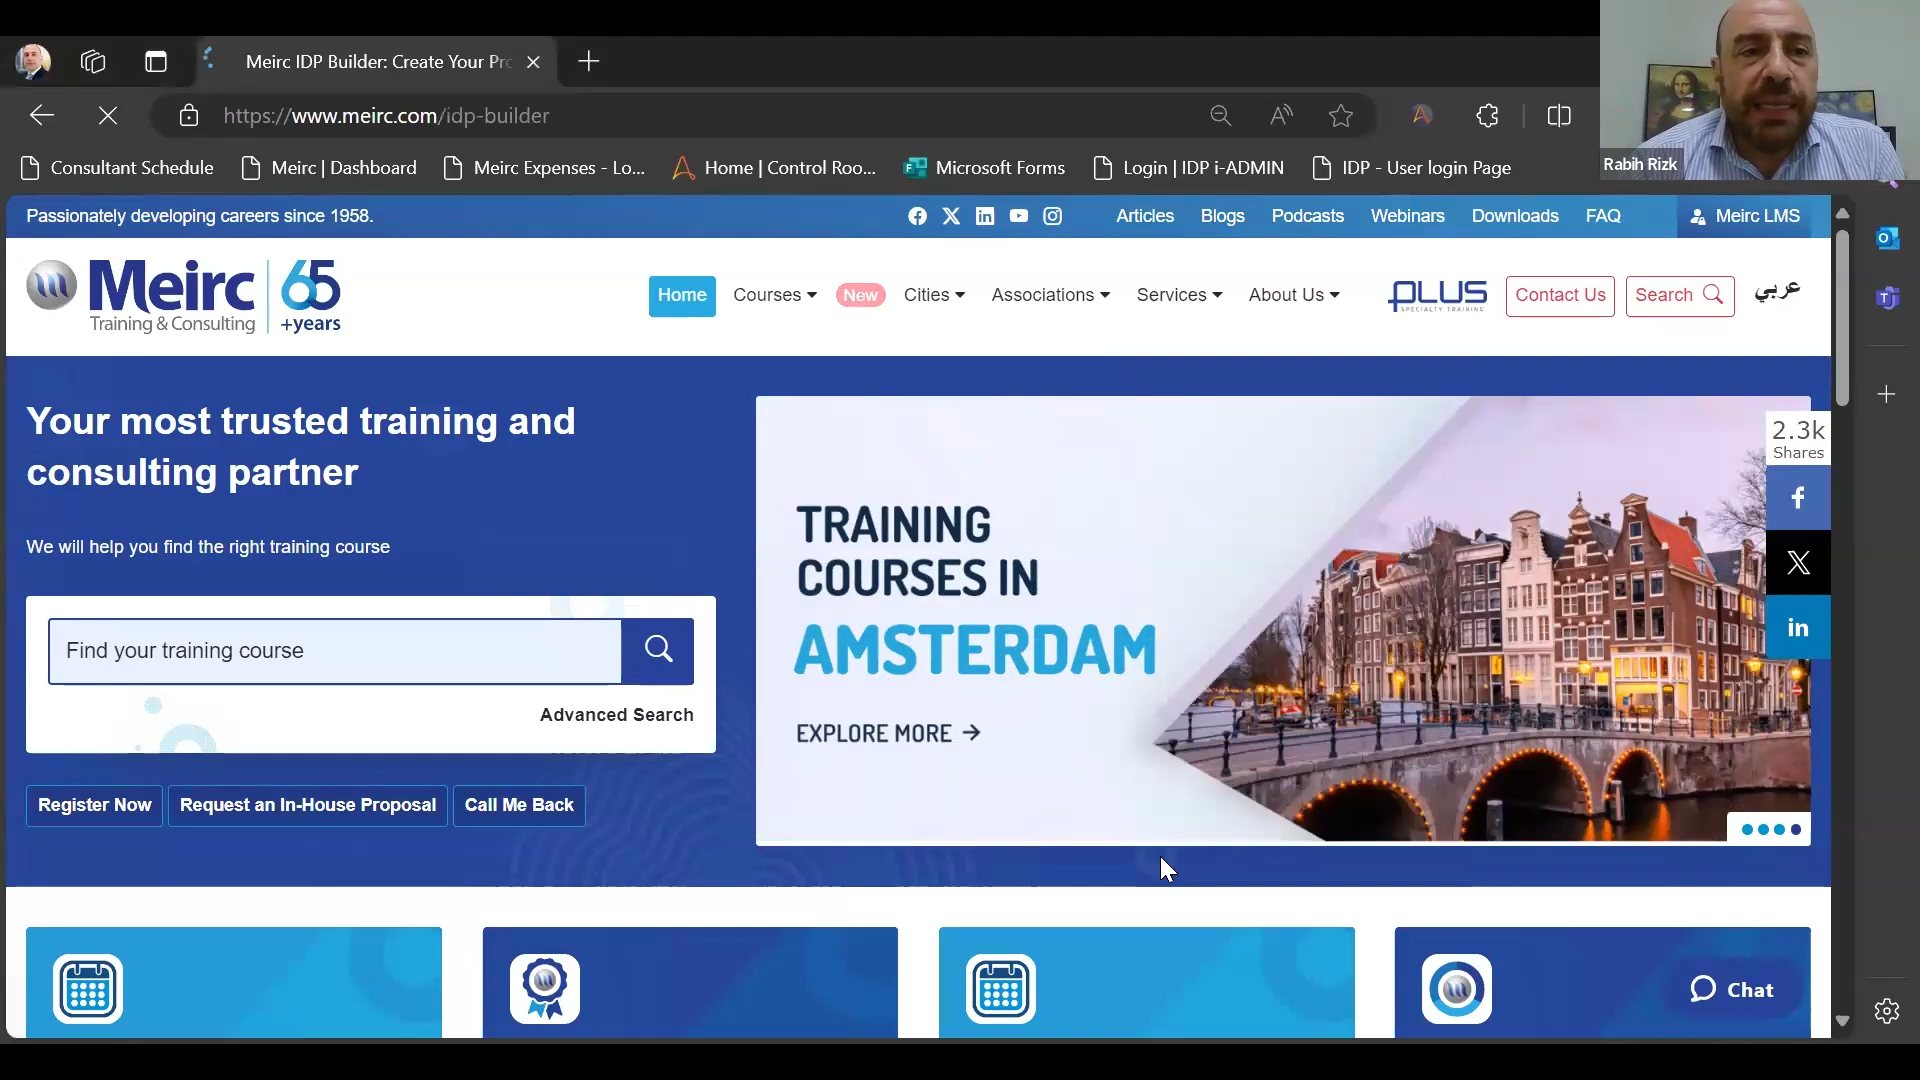 Meirc IDP Builder: Create Your Pro
https://www.meirc.com/idp-builder
Consultant Schedule
Meirc | Dashboard
Meirc Expenses - Lo...
Home | Control Roo...
Microsoft Forms
Login | IDP i-ADMIN
IDP - User login Page
Rabih Rizk
Passionately developing careers since 1958.
Articles
Blogs
Podcasts
Webinars
Downloads
FAQ
Meirc LMS
Meirc
Training & Consulting
65
+years
Home
Courses
New
Cities
Associations
Services
About Us
PLUS
SPECIALTY TRAINING
Contact Us
Search
عربي
Your most trusted training and
consulting partner
We will help you find the right training course
Find your training course
Advanced Search
Register Now
Request an In-House Proposal
Call Me Back
TRAINING
COURSES IN
AMSTERDAM
EXPLORE MORE →
2.3k
Shares
Chat